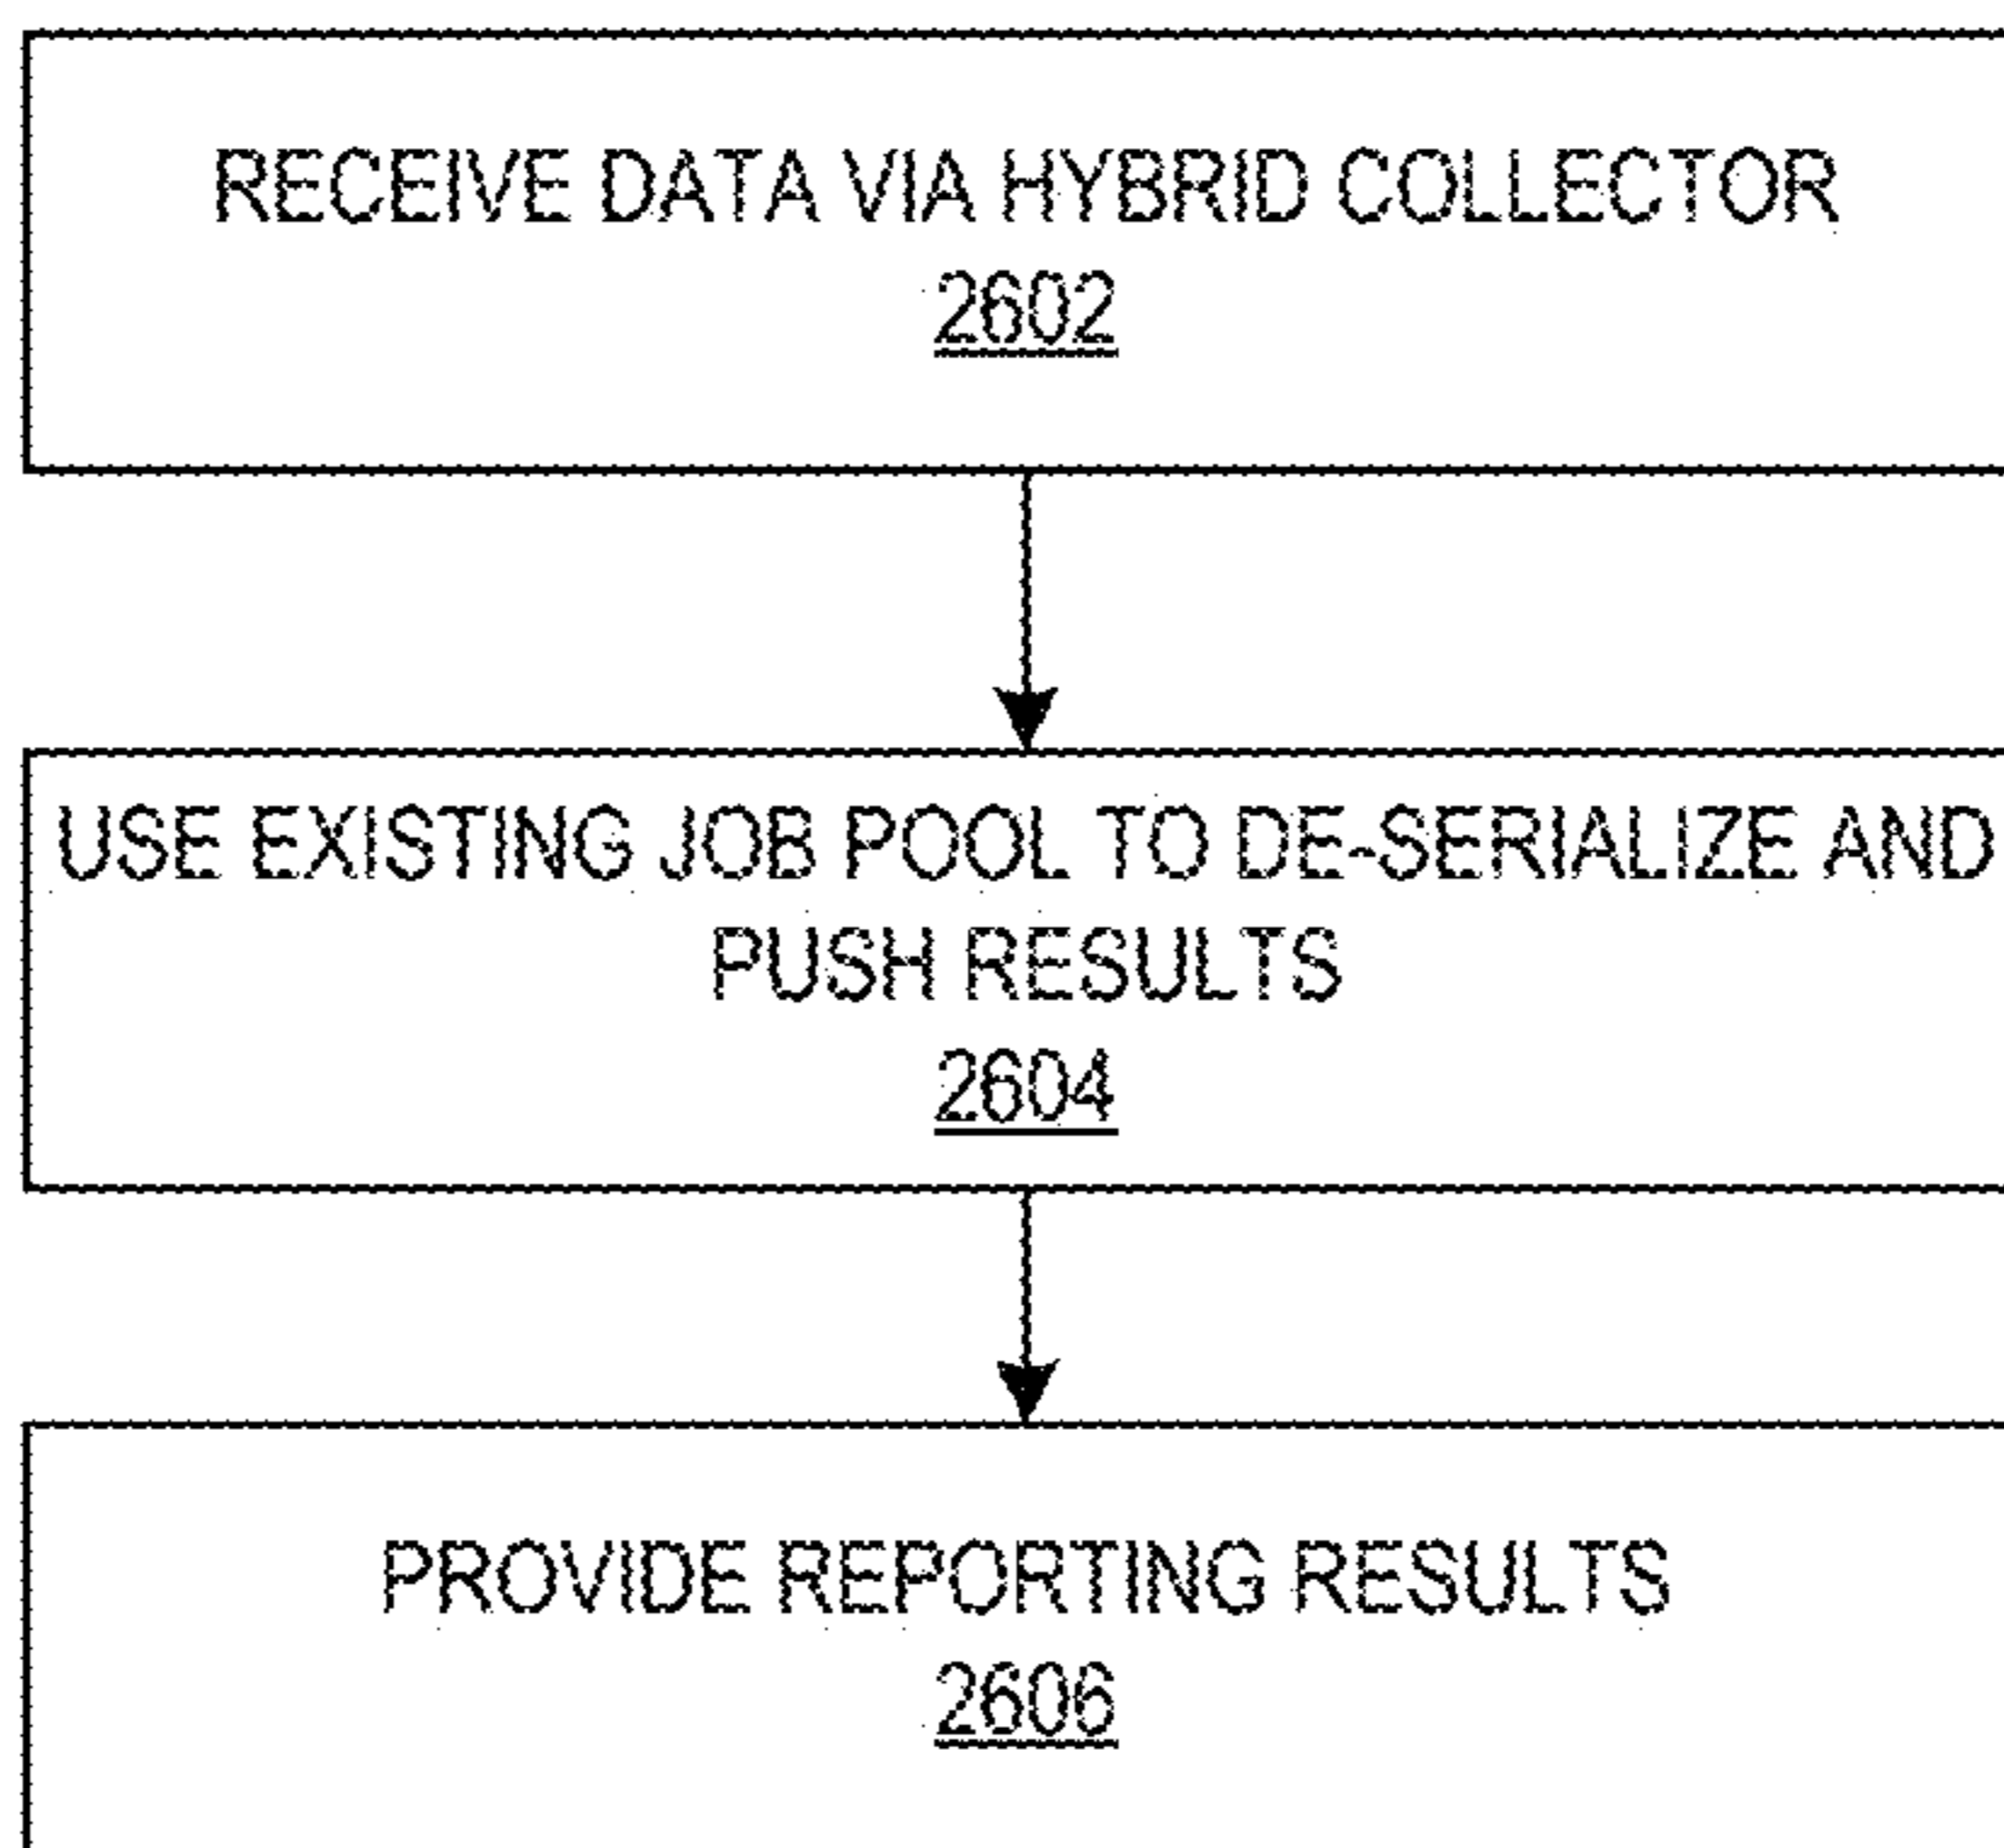 RECEIVE DATA VIA HYBRID COLLECTOR
2602
USE EXISTING JOB POOL TO DE-SERIALIZE AND
PUSH RESULTS
2604
PROVIDE REPORTING RESULTS
2606